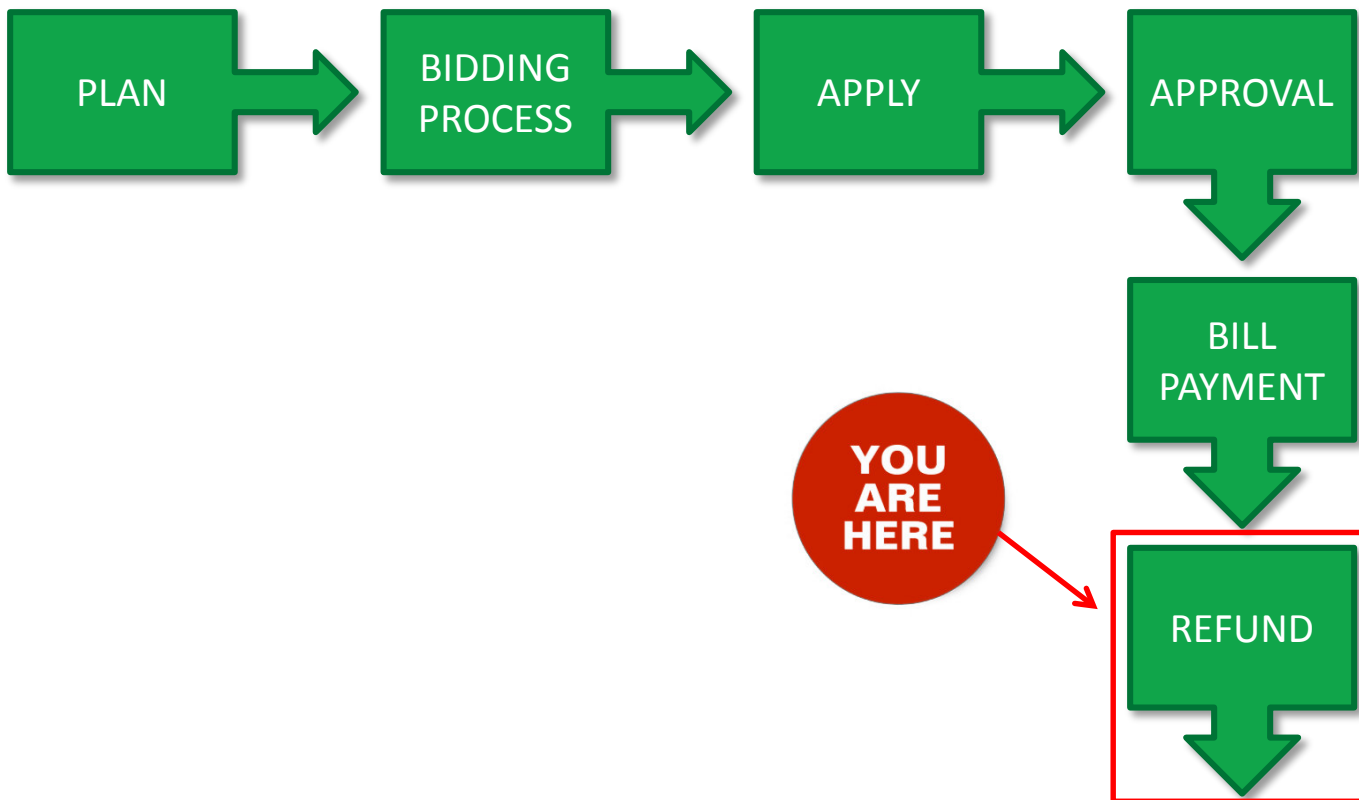 PLAN
BIDDING
PROCESS
APPLY
APPROVAL
BILL
PAYMENT
YOU
ARE
HERE
REFUND